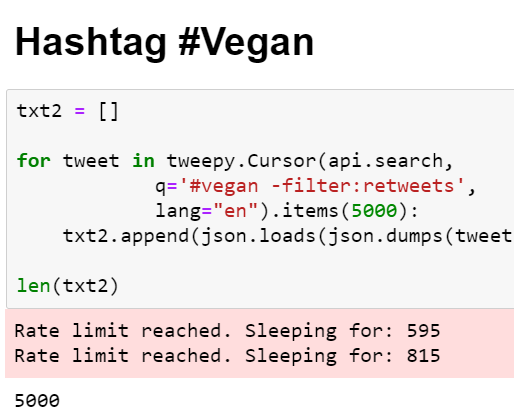 Hashtag #Vegan
txt2 = []
for tweet in tweepy.Cursor(api.search,
q='#vegan -filter:retweets',
lang="en").items(5000):
txt2.append(json.loads(json.dumps(tweet
len(txt2)
Rate limit reached. Sleeping for: 595
Rate limit reached. Sleeping for: 815
5000